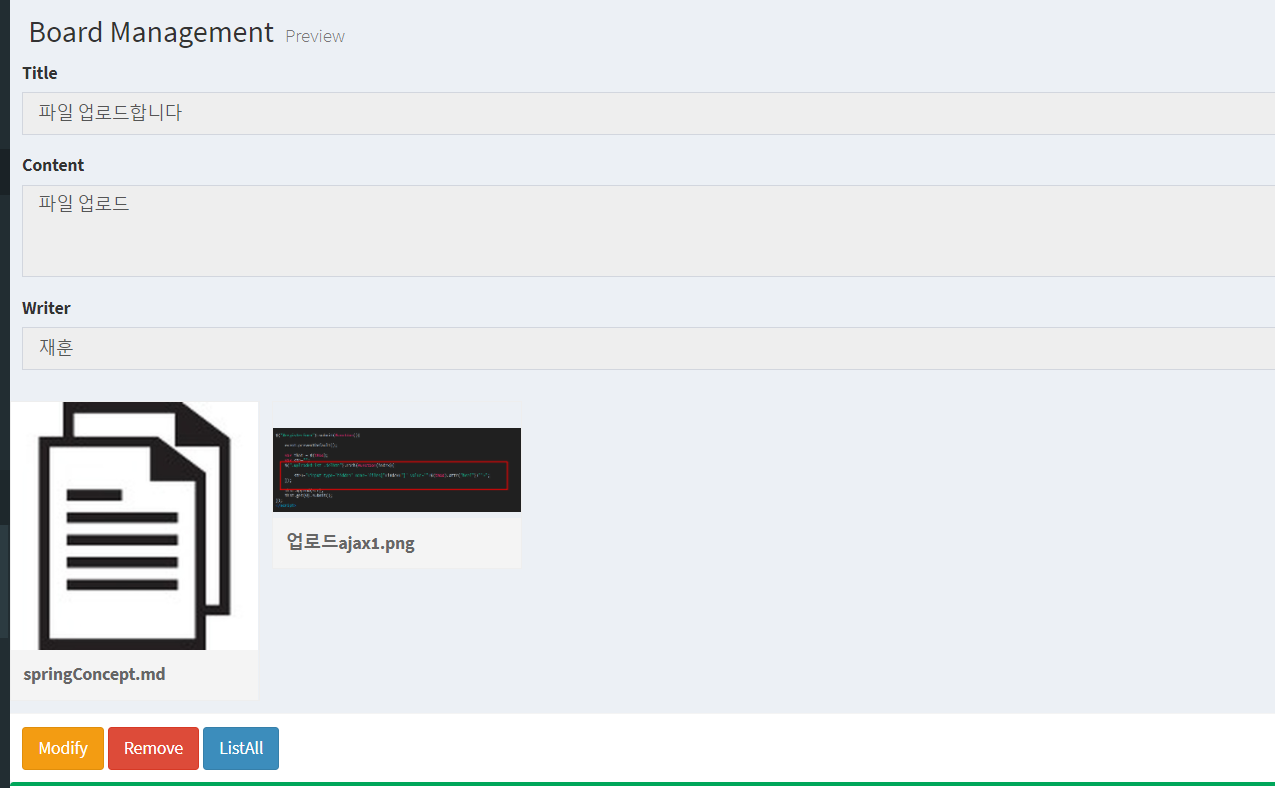 Board Management Preview
Title
파일 업로드합니다
Content
파일 업로드
Writer
재훈
업로드ajax1.png
springConcept.md
Modify Remove ListAll